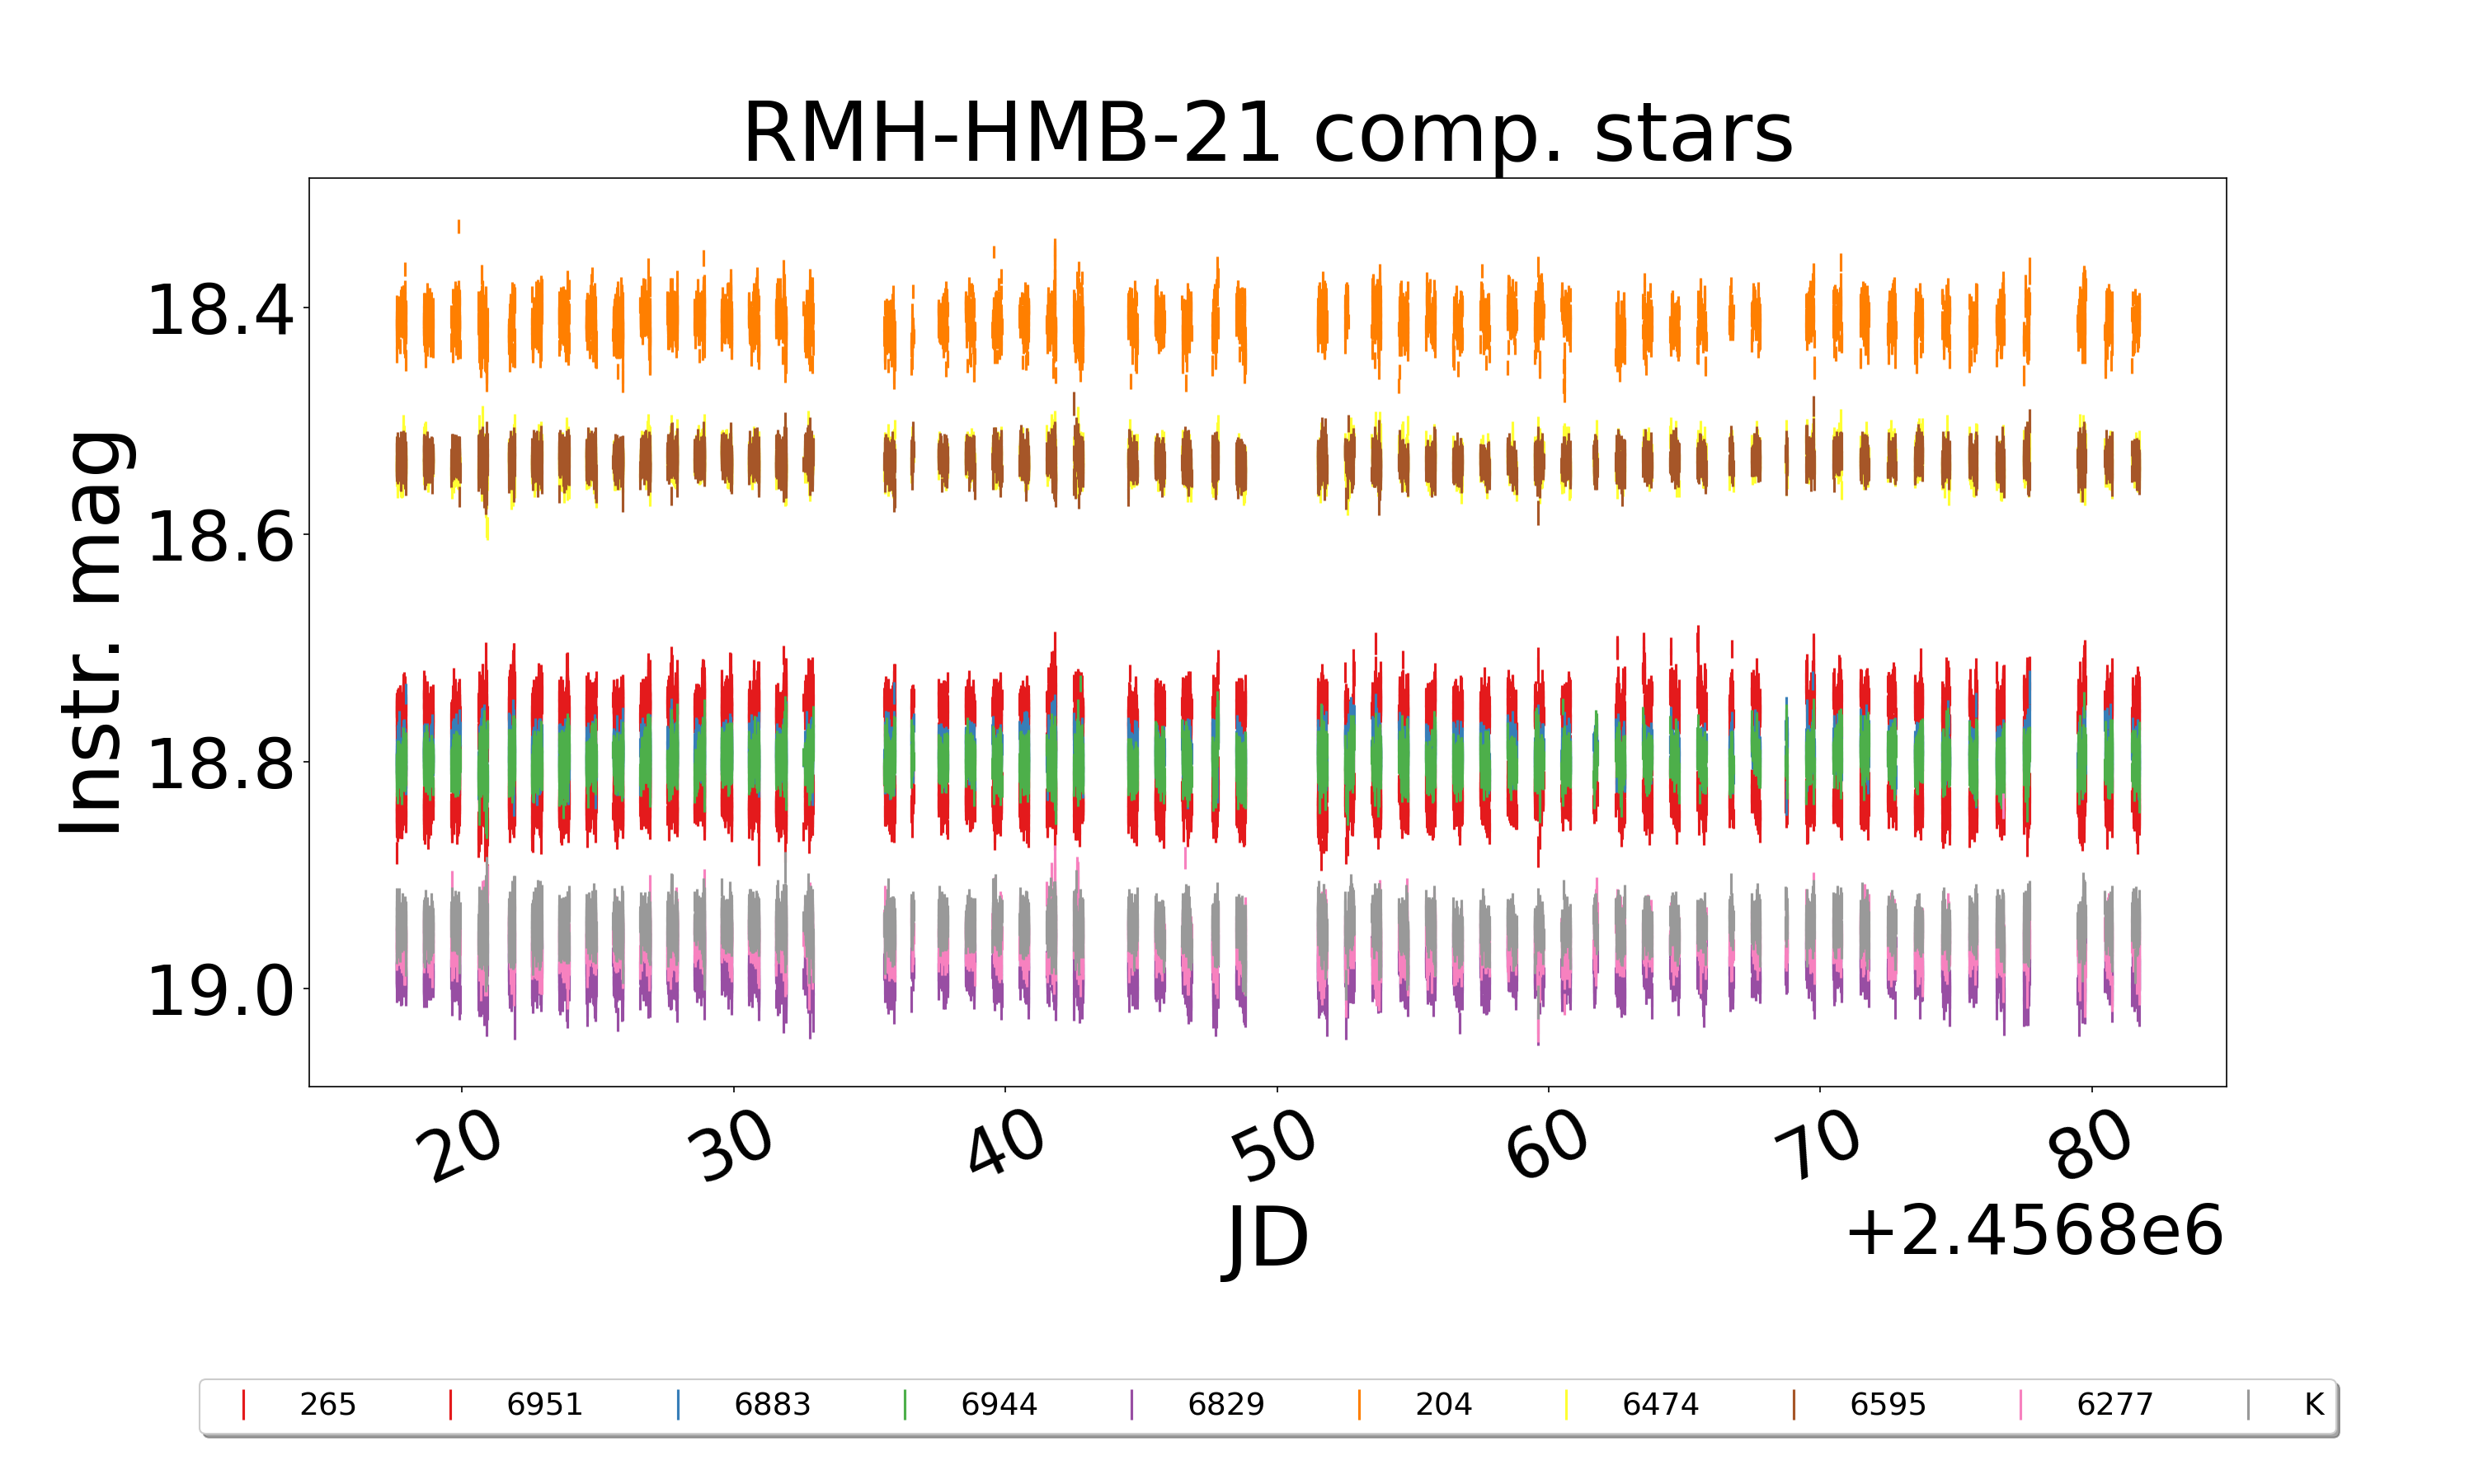 RMH-HMB-21 comp. stars
Instr. mag
18.4
18.6
18.8
19.0
20 30 40 50 60 70 80
JD
+2.4568e6
265 6951 6883 6944 6829 204 6474 6595 6277 K